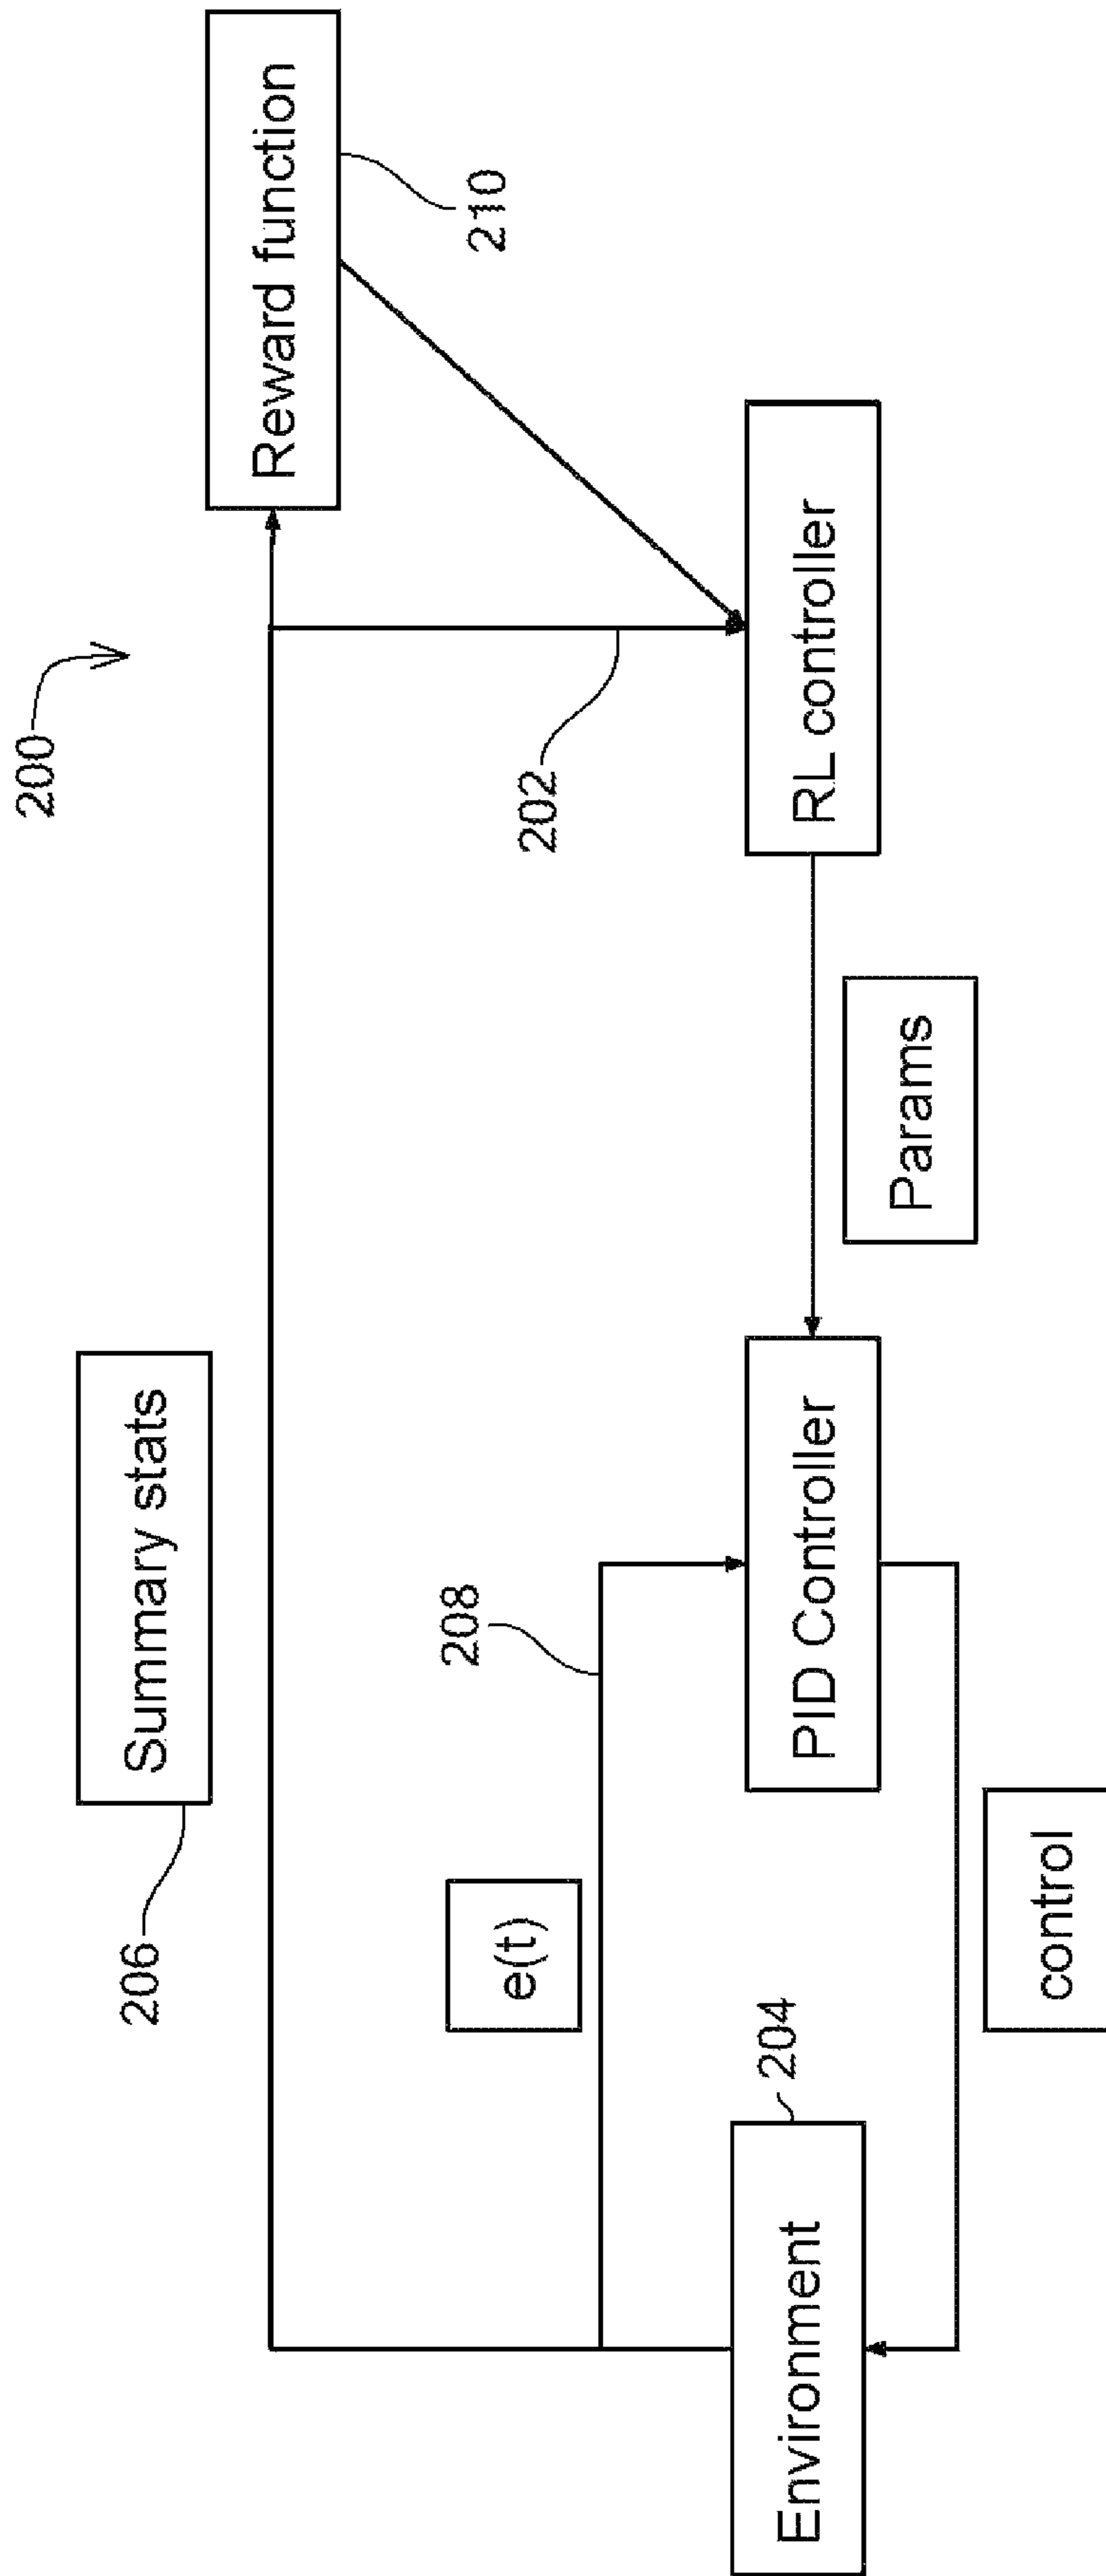 200
206
Summary stats
Reward function
210
e(t)
208
202
204
Environment
PID Controller
Params
RL controller
control